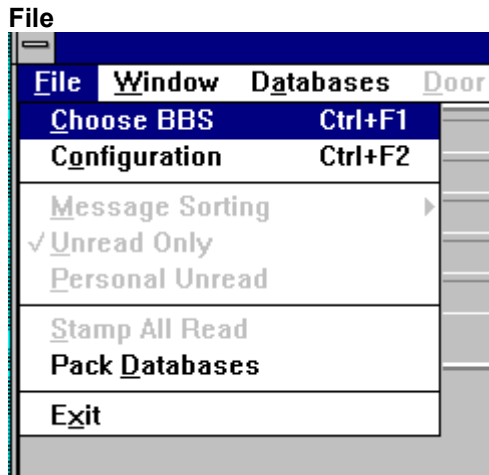 File
File Window Databases Door
Choose BBS Ctrl+F1
Configuration Ctrl+F2
Message Sorting
√ Unread Only
Personal Unread
Stamp All Read
Pack Databases
Exit